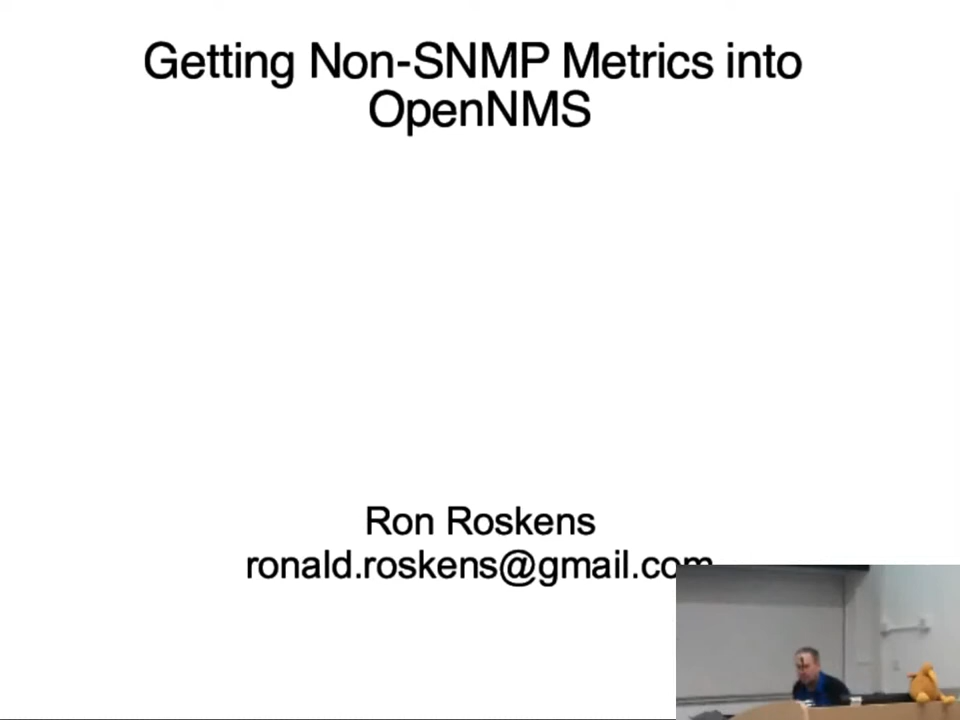 Getting Non-SNMP Metrics into
OpenNMS
Ron Roskens
ronald.roskens@gmail.com